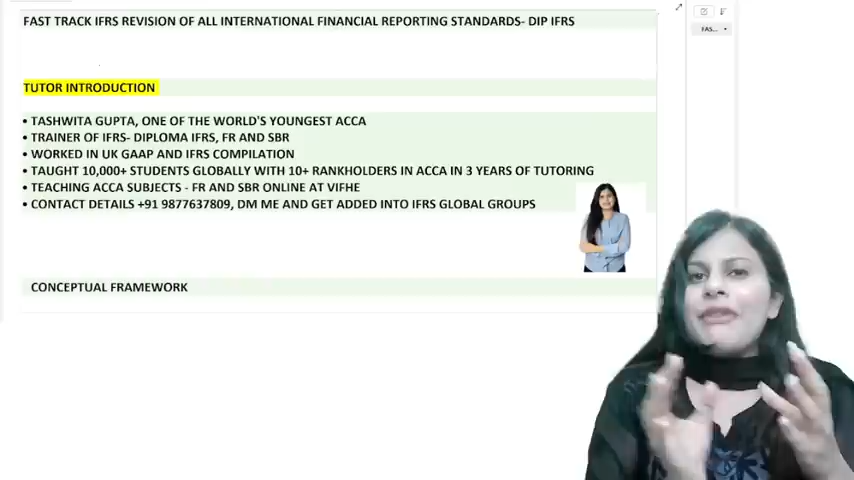 FAST TRACK IFRS REVISION OF ALL INTERNATIONAL FINANCIAL REPORTING STANDARDS- DIP IFRS
FAS...
TUTOR INTRODUCTION
• TASHWITA GUPTA, ONE OF THE WORLD'S YOUNGEST ACCA
• TRAINER OF IFRS- DIPLOMA IFRS, FR AND SBR
• WORKED IN UK GAAP AND IFRS COMPILATION
• TAUGHT 10,000+ STUDENTS GLOBALLY WITH 10+ RANKHOLDERS IN ACCA IN 3 YEARS OF TUTORING
• TEACHING ACCA SUBJECTS - FR AND SBR ONLINE AT VIFHE
• CONTACT DETAILS +91 9877637809, DM ME AND GET ADDED INTO IFRS GLOBAL GROUPS
CONCEPTUAL FRAMEWORK